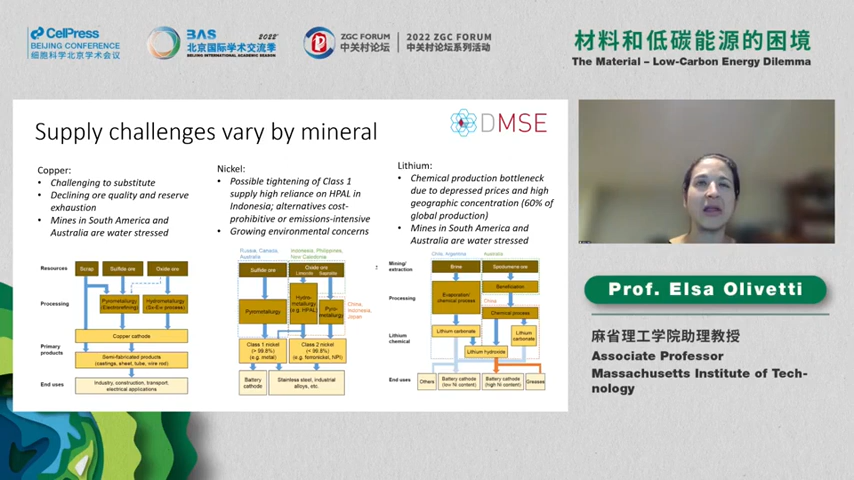 CellPress
BEIJING CONFERENCE
细胞科学北京学术会议
BAS 2022
北京国际学术交流季
BEIJING INTERNATIONAL ACADEMIC SEASON
ZGC FORUM
中关村论坛
2022 ZGC FORUM
中关村论坛系列活动
材料和低碳能源的困境
The Material – Low-Carbon Energy Dilemma
Supply challenges vary by mineral
DMSE
Copper:
• Challenging to substitute
• Declining ore quality and reserve
exhaustion
• Mines in South America and
Australia are water stressed
Nickel:
• Possible tightening of Class 1
supply high reliance on HPAL in
Indonesia; alternatives cost-
prohibitive or emissions-intensive
• Growing environmental concerns
Lithium:
• Chemical production bottleneck
due to depressed prices and high
geographic concentration (60% of
global production)
• Mines in South America and
Australia are water stressed
Resources
Scrap
Sulfide ore
Oxide ore
Processing
Pyrometallurgy
(Electrorefining)
Hydrometallurgy
(Sx-Ex process)
Copper cathode
Primary
products
Semi-fabricated products
(castings, sheet, tube, wire rod)
End uses
Industry, construction, transport,
electrical applications
Russia, Canada,
Australia
Indonesia, Philippines,
New Caledonia
Sulfide ore
Oxide ore
Limonite
Saprolite
Pyrometallurgy
Hydro-
metallurgy
(e.g. HPAL)
Pyro-
metallurgy
China,
Indonesia,
Japan
Class 1 nickel
(> 99.8%)
(e.g. metal)
Class 2 nickel
(< 99.8%)
(e.g. ferronickel, NPI)
Battery
cathode
Stainless steel, industrial
alloys, etc.
Chile, Argentina
Australia
Mining/
extraction
Brine
Spodumene ore
Beneficiation
China
Processing
Evaporation/
chemical process
Chemical process
Lithium
chemical
Lithium carbonate
Lithium
carbonate
Lithium hydroxide
End uses
Others
Battery cathode
(low Ni content)
Battery cathode
(high Ni content)
Greases
Prof. Elsa Olivetti
麻省理工学院助理教授
Associate Professor
Massachusetts Institute of Tech-
nology